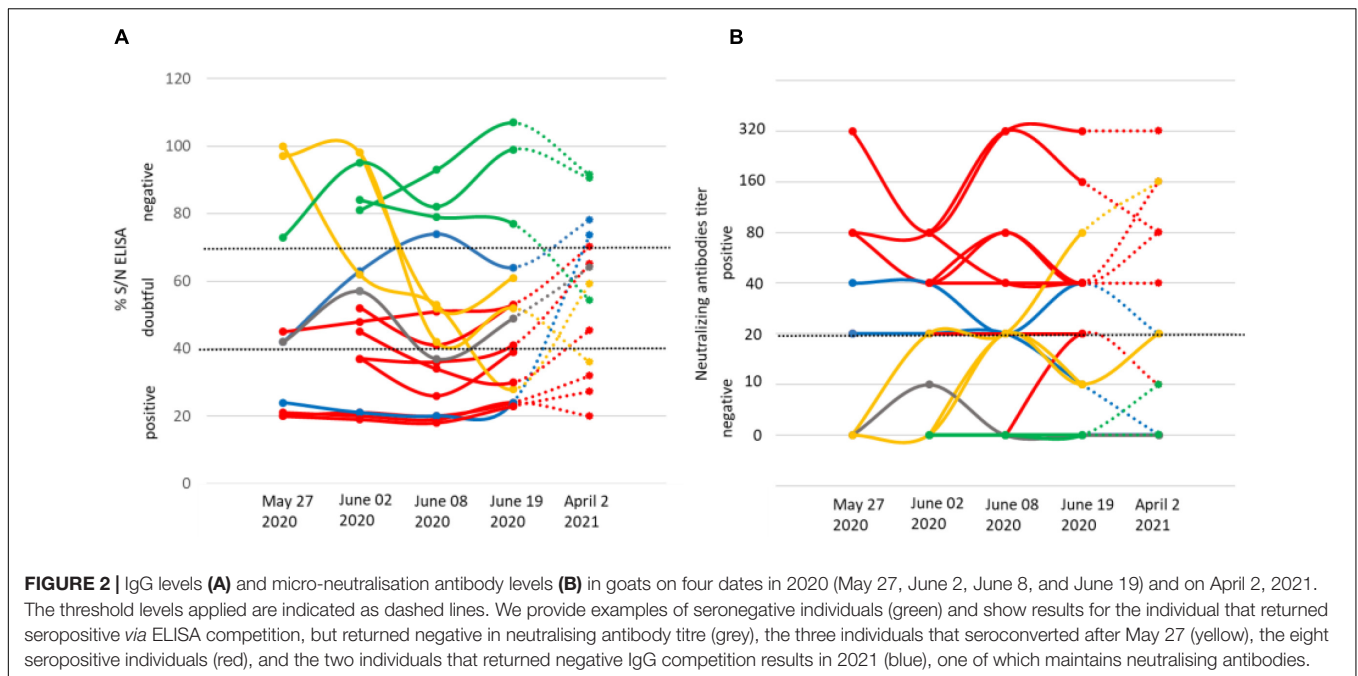 A
B
120
100
80
60
40
20
0
% S/N ELISA
negative
doubtful
positive
May 27
2020
June 02
2020
June 08
2020
June 19
2020
April 2
2021
320
160
80
40
20
10
0
Neutralizing antibodies titer
positive
negative
May 27
2020
June 02
2020
June 08
2020
June 19
2020
April 2
2021
FIGURE 2 | IgG levels (A) and micro-neutralisation antibody levels (B) in goats on four dates in 2020 (May 27, June 2, June 8, and June 19) and on April 2, 2021.
The threshold levels applied are indicated as dashed lines. We provide examples of seronegative individuals (green) and show results for the individual that returned
seropositive via ELISA competition, but returned negative in neutralising antibody titre (grey), the three individuals that seroconverted after May 27 (yellow), the eight
seropositive individuals (red), and the two individuals that returned negative IgG competition results in 2021 (blue), one of which maintains neutralising antibodies.